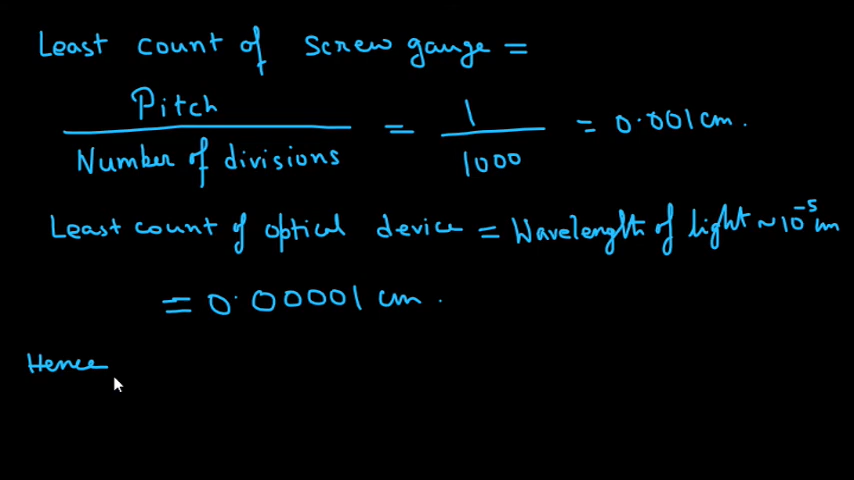 Least count of screw gauge =
Pitch / Number of divisions = 1 / 1000 = 0.001 cm.
Least count of optical device = Wavelength of light ~ 10⁻⁵ cm
= 0.00001 cm.
Hence